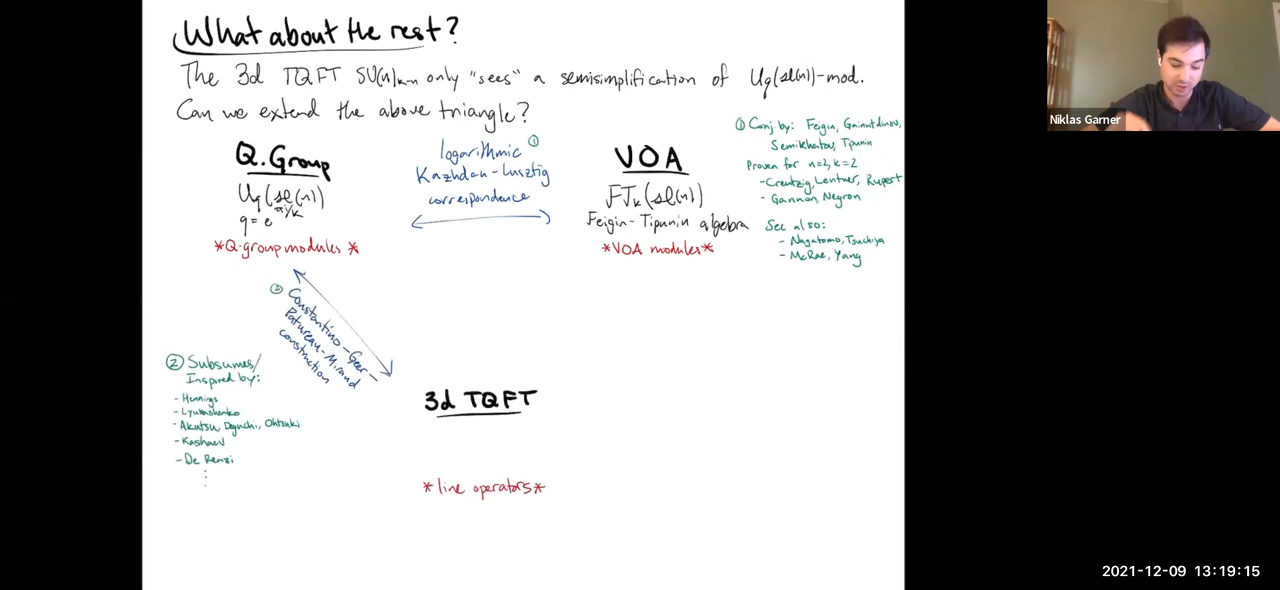 What about the rest?
The 3d TQFT SU(n)k-n only "sees" a semisimplification of Uq(sl(n))-mod.
Can we extend the above triangle?
Q. Group
Uq(sl(n))
q = e^πi/k
*Q-group modules*
logarithmic ①
Kazhdan-Lusztig
correspondence
VOA
FTk(sl(n))
Feigin-Tipunin algebra
*VOA modules*
① Conj by: Feigin, Gainutdinov,
Semikhatov, Tipunin
Proven for n=2, k=2
- Creutzig, Lentner, Rupert
- Gannon, Negron
See also:
- Nagatomo, Tsuchiya
- McRae, Yang
② Constantino-Geer-
Patureau-Mirand
construction
② Subsumes/
Inspired by:
- Hennings
- Lyubashenko
- Akutsu, Deguchi, Ohtsuki
- Kashaev
- De Renzi
3d TQFT
*line operators*
Niklas Garner
2021-12-09 13:19:15